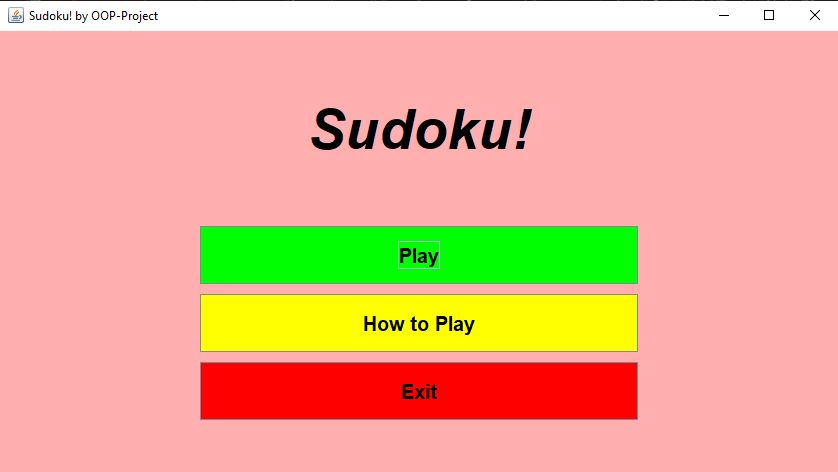 Sudoku! by OOP-Project
Sudoku!
Play
How to Play
Exit